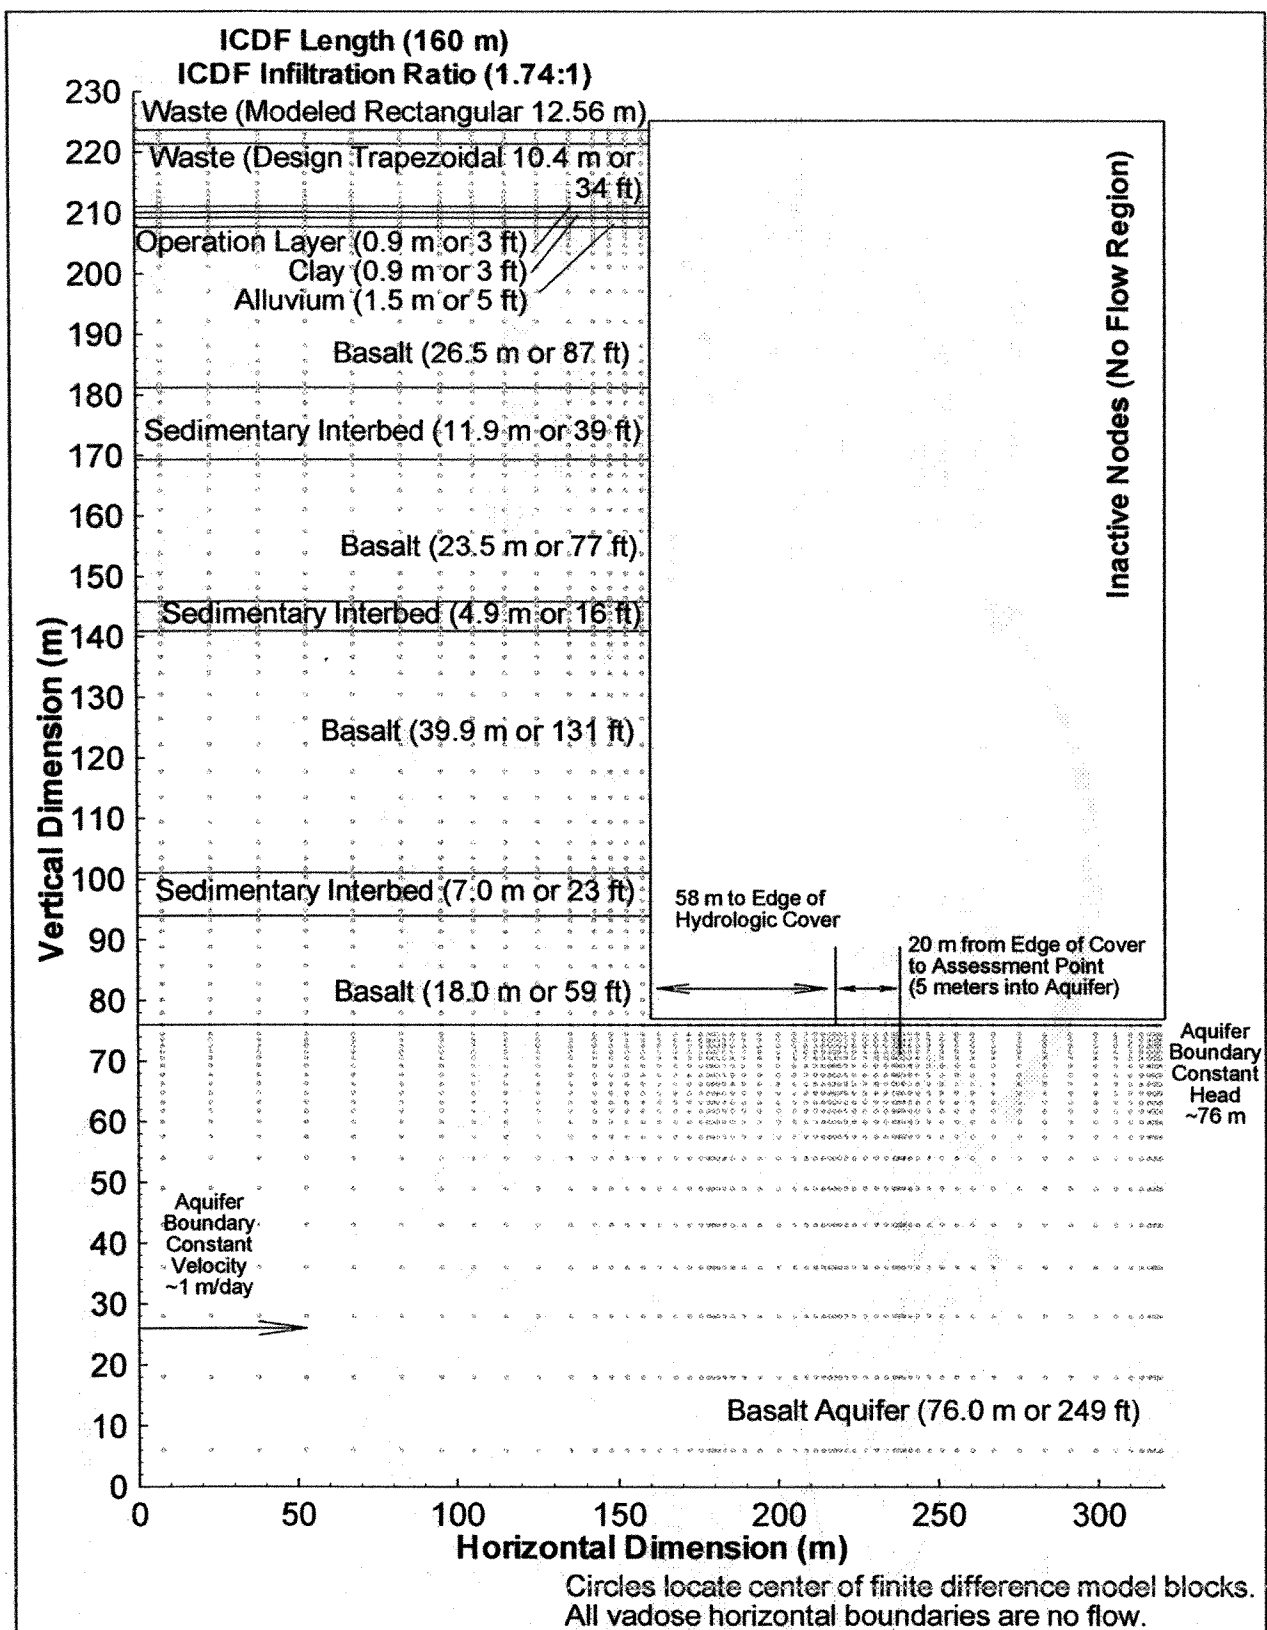 ICDF Length (160 m)
ICDF Infiltration Ratio (1.74:1)
230
Waste (Modeled Rectangular 12.56 m)
220
Waste (Design Trapezoidal 10.4 m or
34 ft)
210
Operation Layer (0.9 m or 3 ft)
Clay (0.9 m or 3 ft)
200
Alluvium (1.5 m or 5 ft)
190
Basalt (26.5 m or 87 ft)
180
Sedimentary Interbed (11.9 m or 39 ft)
170
160
Basalt (23.5 m or 77 ft)
150
Sedimentary Interbed (4.9 m or 16 ft)
140
130
Basalt (39.9 m or 131 ft)
120
110
100
Sedimentary Interbed (7.0 m or 23 ft)
90
Basalt (18.0 m or 59 ft)
80
70
60
50
40
30
20
10
0
Vertical Dimension (m)
Inactive Nodes (No Flow Region)
58 m to Edge of
Hydrologic Cover
20 m from Edge of Cover
to Assessment Point
(5 meters into Aquifer)
Aquifer
Boundary
Constant
Head
~76 m
Aquifer
Boundary
Constant
Velocity
~1 m/day
Basalt Aquifer (76.0 m or 249 ft)
0 50 100 150 200 250 300
Horizontal Dimension (m)
Circles locate center of finite difference model blocks.
All vadose horizontal boundaries are no flow.